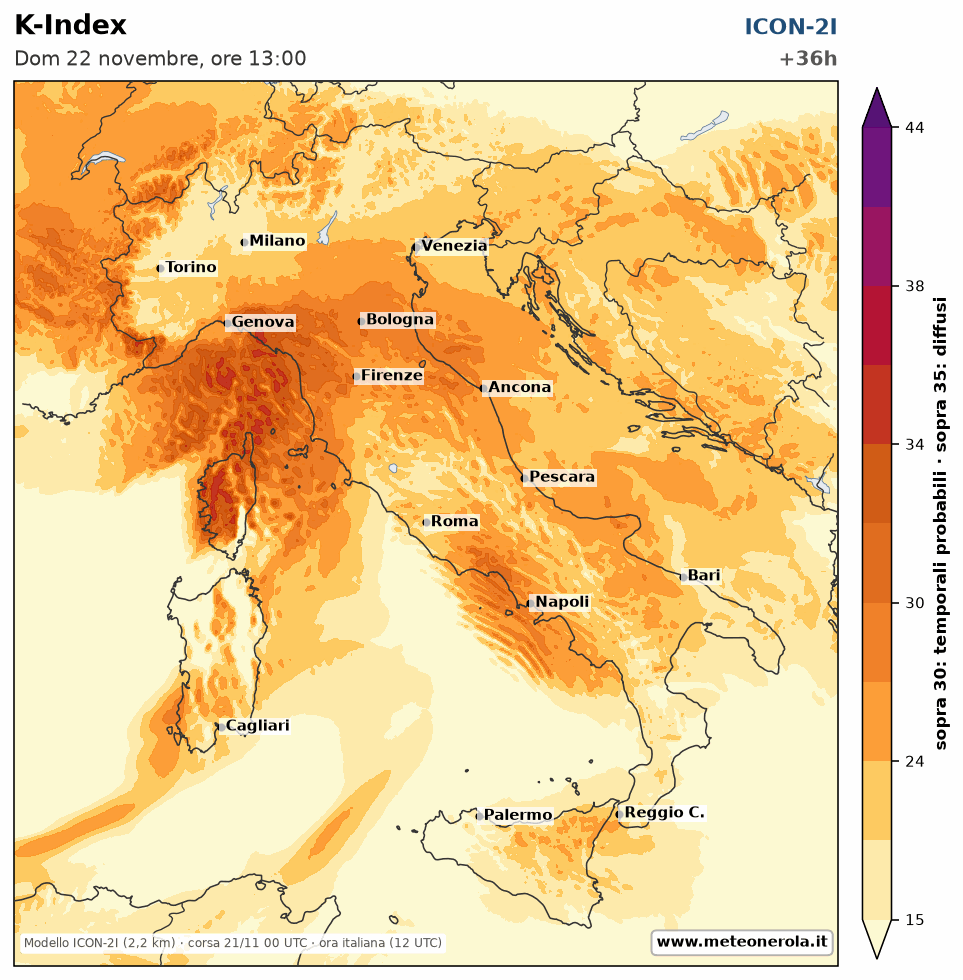 K-Index
ICON-2I
Dom 22 novembre, ore 13:00
+36h
44
38
34
30
24
15
sopra 30: temporali probabili · sopra 35: diffusi
Milano
Venezia
Torino
Genova
Bologna
Firenze
Ancona
Pescara
Roma
Bari
Napoli
Cagliari
Palermo
Reggio C.
Modello ICON-2I (2,2 km) · corsa 21/11 00 UTC · ora italiana (12 UTC)
www.meteonerola.it